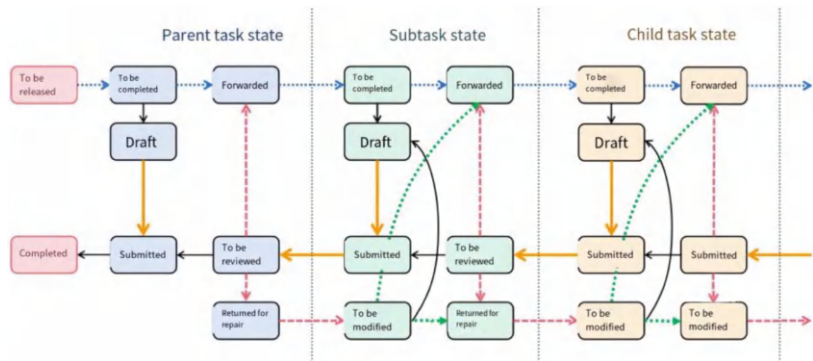 Parent task state
Subtask state
Child task state
To be
released
To be
completed
Forwarded
To be
completed
Forwarded
To be
completed
Forwarded
Draft
Draft
Draft
Completed
Submitted
To be
reviewed
Submitted
To be
reviewed
Submitted
Submitted
Returned for
repair
To be
modified
Returned for
repair
To be
modified
To be
modified